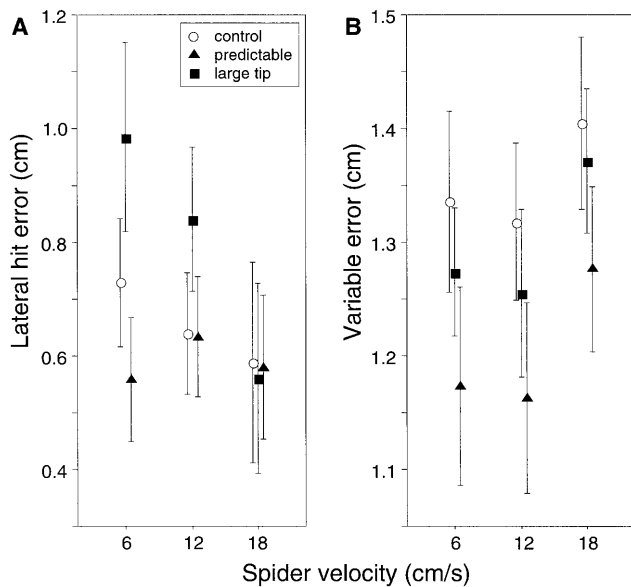 A
1.2
1.0
0.8
0.6
0.4
Lateral hit error (cm)
control
predictable
large tip
6
12
18
B
1.5
1.4
1.3
1.2
1.1
Variable error (cm)
6
12
18
Spider velocity (cm/s)